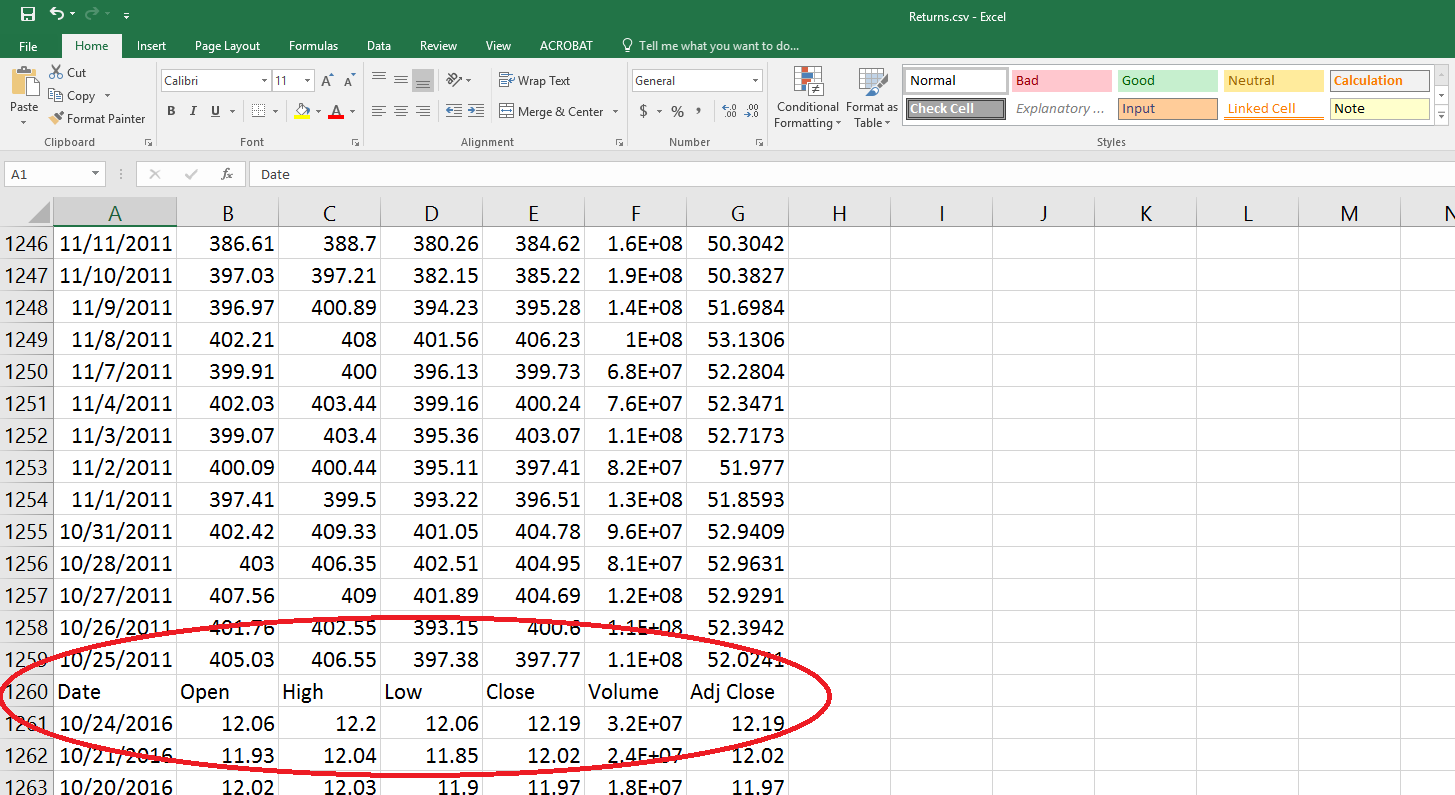 Returns.csv - Excel
File Home Insert Page Layout Formulas Data Review View ACROBAT Tell me what you want to do...
Paste
Cut
Copy
Format Painter
Clipboard
Calibri 11
B I U
Font
Wrap Text
Merge & Center
Alignment
General
$ % ,
Number
Conditional Formatting
Format as Table
Normal Bad Good Neutral Calculation
Check Cell Explanatory ... Input Linked Cell Note
Styles
A1 fx Date
A B C D E F G H I J K L M N
1246 11/11/2011 386.61 388.7 380.26 384.62 1.6E+08 50.3042
1247 11/10/2011 397.03 397.21 382.15 385.22 1.9E+08 50.3827
1248 11/9/2011 396.97 400.89 394.23 395.28 1.4E+08 51.6984
1249 11/8/2011 402.21 408 401.56 406.23 1E+08 53.1306
1250 11/7/2011 399.91 400 396.13 399.73 6.8E+07 52.2804
1251 11/4/2011 402.03 403.44 399.16 400.24 7.6E+07 52.3471
1252 11/3/2011 399.07 403.4 395.36 403.07 1.1E+08 52.7173
1253 11/2/2011 400.09 400.44 395.11 397.41 8.2E+07 51.977
1254 11/1/2011 397.41 399.5 393.22 396.51 1.3E+08 51.8593
1255 10/31/2011 402.42 409.33 401.05 404.78 9.6E+07 52.9409
1256 10/28/2011 403 406.35 402.51 404.95 8.1E+07 52.9631
1257 10/27/2011 407.56 409 401.89 404.69 1.2E+08 52.9291
1258 10/26/2011 401.76 402.55 393.15 400.6 1.1E+08 52.3942
1259 10/25/2011 405.03 406.55 397.38 397.77 1.1E+08 52.0241
1260 Date Open High Low Close Volume Adj Close
1261 10/24/2016 12.06 12.2 12.06 12.19 3.2E+07 12.19
1262 10/21/2016 11.93 12.04 11.85 12.02 2.4E+07 12.02
1263 10/20/2016 12.02 12.03 11.9 11.97 1.8E+07 11.97